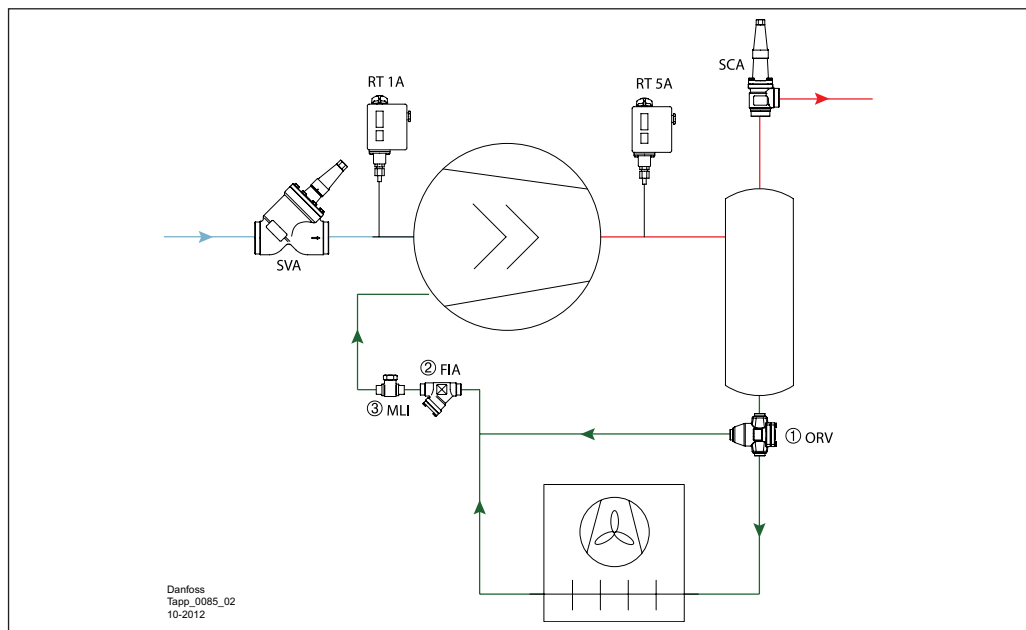 SCA
RT 1A
RT 5A
SVA
② FIA
③ MLI
① ORV
Danfoss
Tapp_0085_02
10-2012